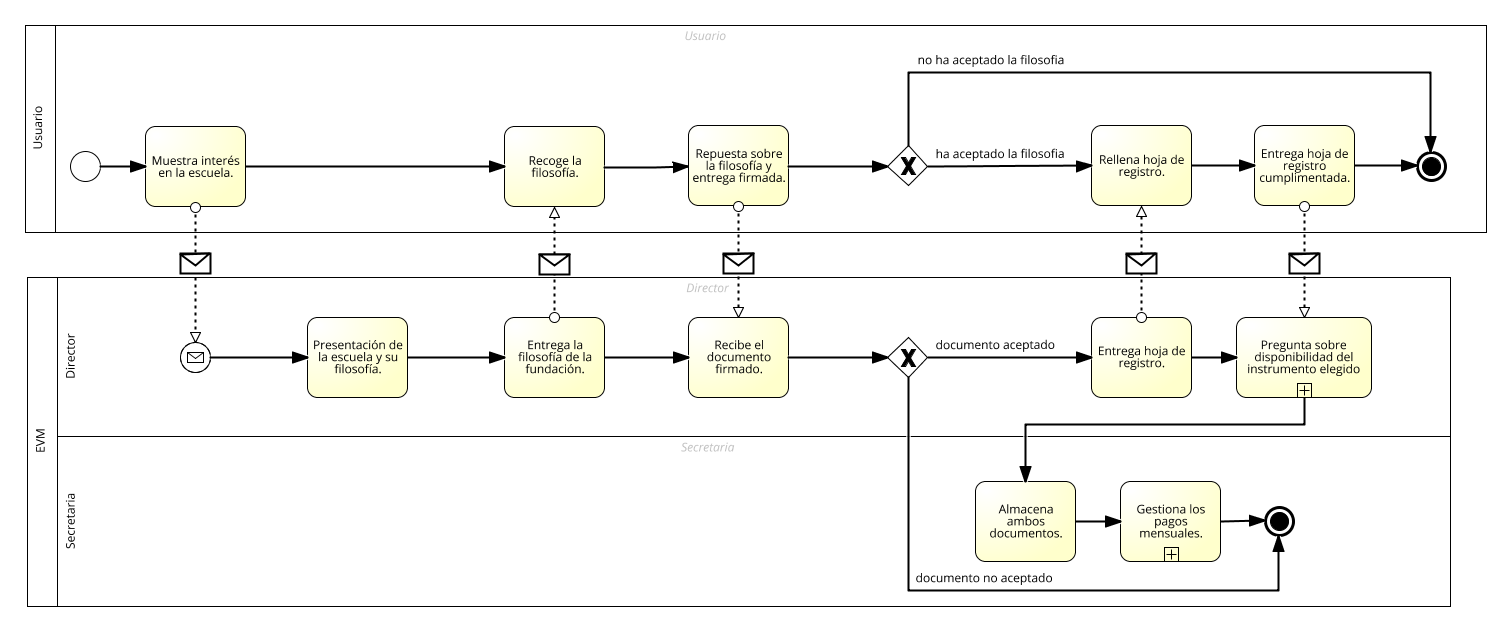 Usuario
Usuario
no ha aceptado la filosofia
Muestra interés
en la escuela.
Recoge la
filosofía.
Repuesta sobre
la filosofía y
entrega firmada.
ha aceptado la filosofia
Rellena hoja de
registro.
Entrega hoja de
registro
cumplimentada.
EVM
Director
Director
Presentación de
la escuela y su
filosofía.
Entrega la
filosofía de la
fundación.
Recibe el
documento
firmado.
documento aceptado
Entrega hoja de
registro.
Pregunta sobre
disponibilidad del
instrumento elegido
Secretaria
Secretaria
Almacena
ambos
documentos.
Gestiona los
pagos
mensuales.
documento no aceptado